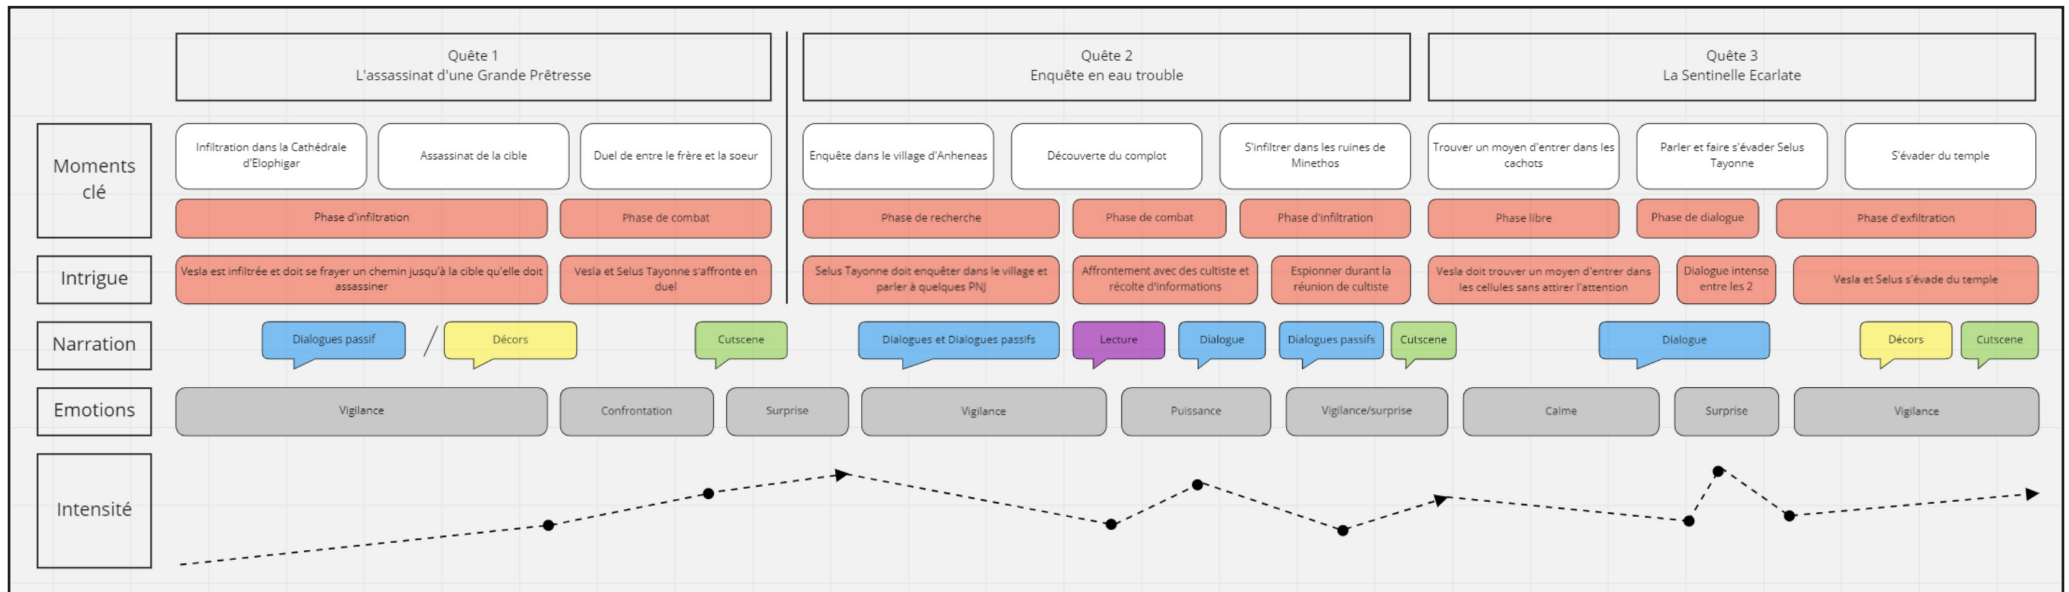 Quête 1
L'assassinat d'une Grande Prêtresse
Quête 2
Enquête en eau trouble
Quête 3
La Sentinelle Ecarlate
Moments
clé
Infiltration dans la Cathédrale
d'Elophigar
Assassinat de la cible
Duel de entre le frère et la soeur
Enquête dans le village d'Anheneas
Découverte du complot
S'infiltrer dans les ruines de
Minethos
Trouver un moyen d'entrer dans les
cachots
Parler et faire s'évader Selus
Tayonne
S'évader du temple
Phase d'infiltration
Phase de combat
Phase de recherche
Phase de combat
Phase d'infiltration
Phase libre
Phase de dialogue
Phase d'exfiltration
Intrigue
Vesla est infiltrée et doit se frayer un chemin jusqu'à la cible qu'elle doit
assassiner
Vesla et Selus Tayonne s'affronte en
duel
Selus Tayonne doit enquêter dans le village et
parler à quelques PNJ
Affrontement avec des cultiste et
récolte d'informations
Espionner durant la
réunion de cultiste
Vesla doit trouver un moyen d'entrer dans
les cellules sans attirer l'attention
Dialogue intense
entre les 2
Vesla et Selus s'évade du temple
Narration
Dialogues passif
/
Décors
Cutscene
Dialogues et Dialogues passifs
Lecture
Dialogue
Dialogues passifs
Cutscene
Dialogue
Décors
Cutscene
Emotions
Vigilance
Confrontation
Surprise
Vigilance
Puissance
Vigilance/surprise
Calme
Surprise
Vigilance
Intensité